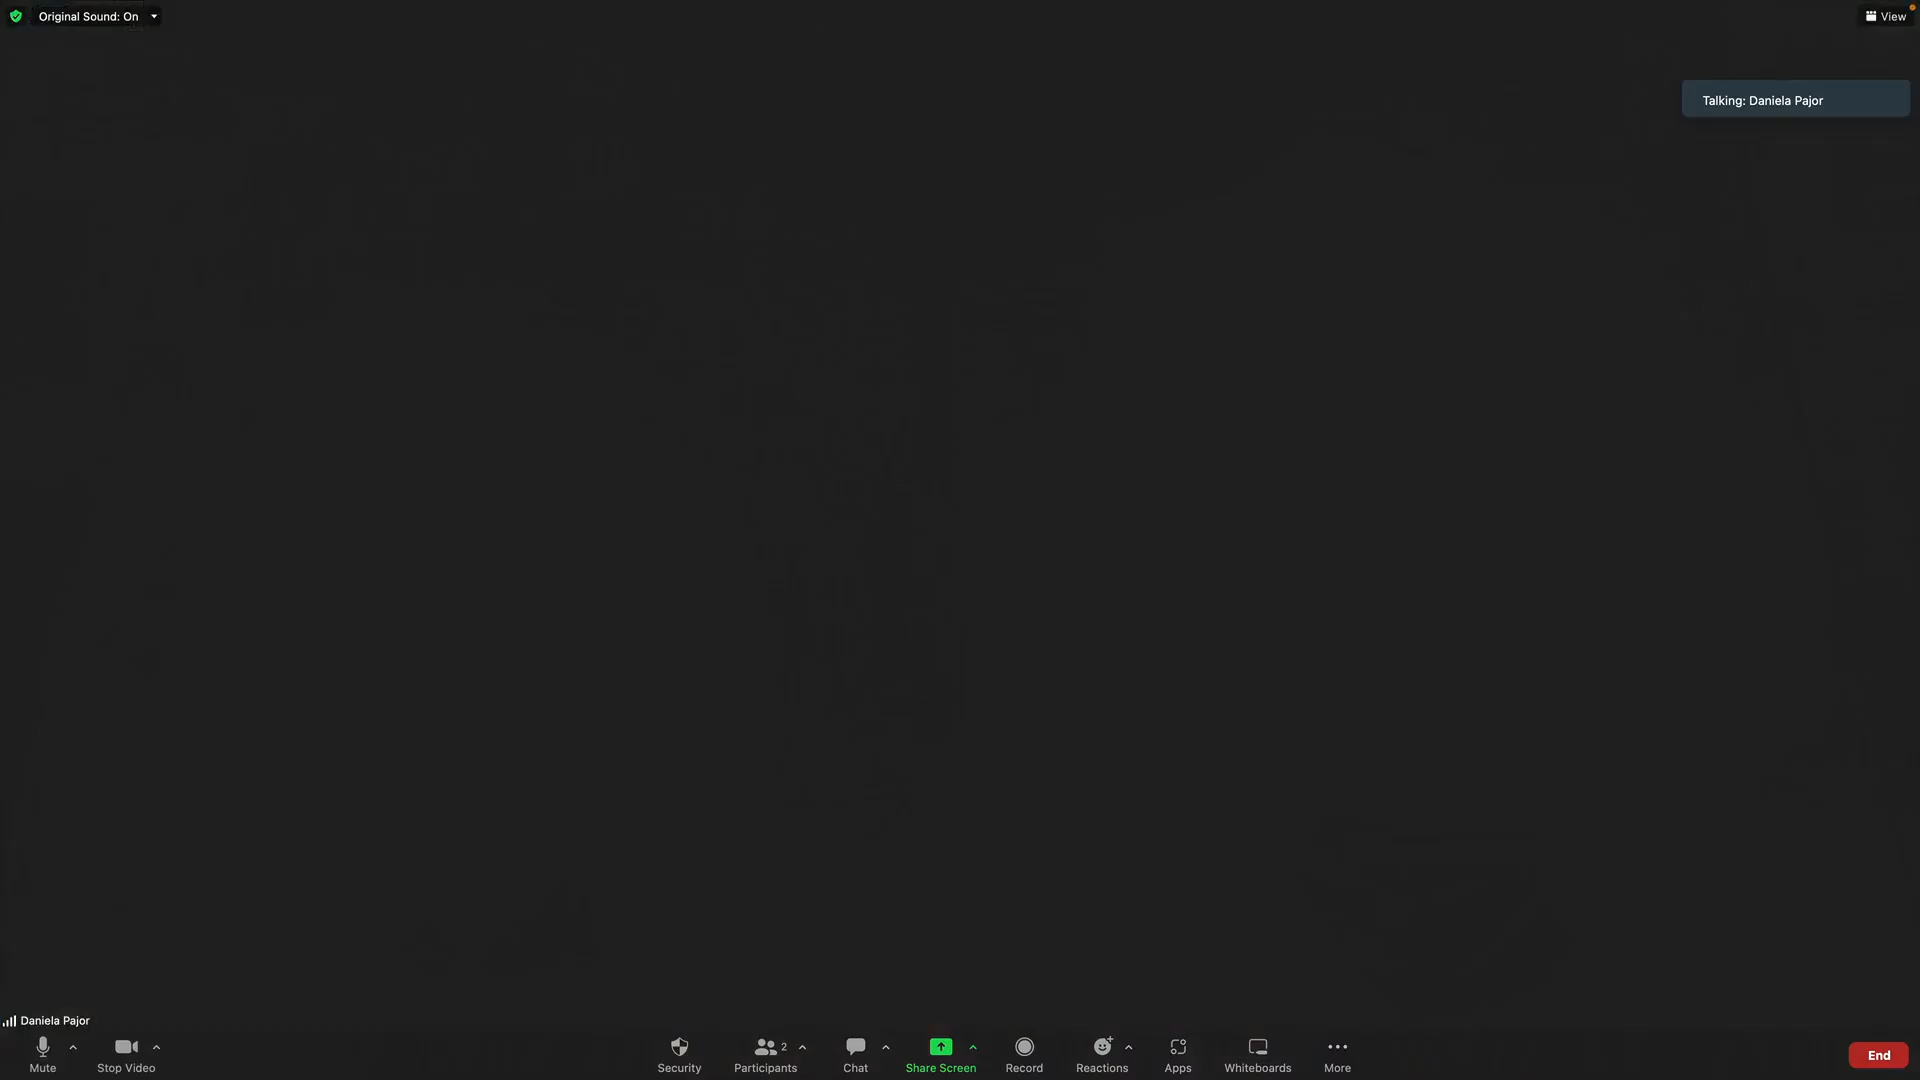 Original Sound: On
View
Talking: Daniela Pajor
Daniela Pajor
Mute
Stop Video
Security
2
Participants
Chat
Share Screen
Record
Reactions
Apps
Whiteboards
More
End